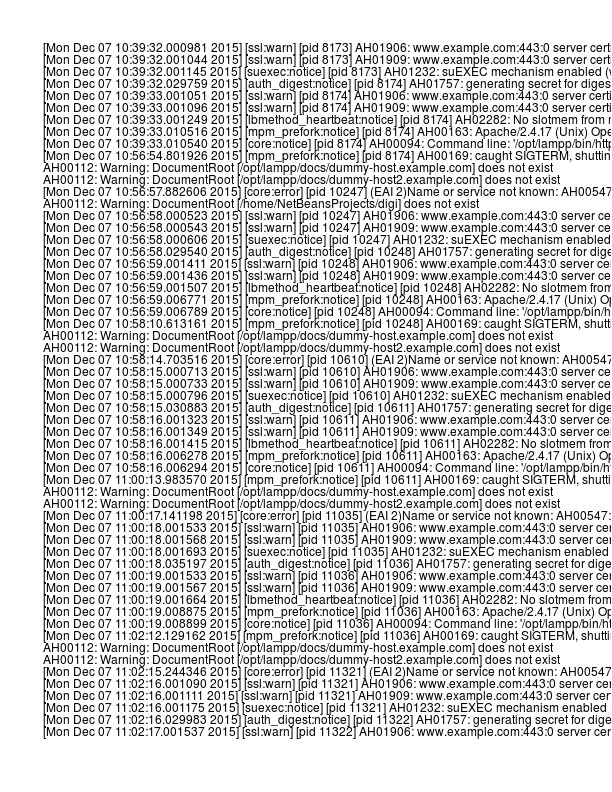 [Mon Dec 07 10:39:32.000981 2015] [ssl:warn] [pid 8173] AH01906: www.example.com:443:0 server certi
[Mon Dec 07 10:39:32.001044 2015] [ssl:warn] [pid 8173] AH01909: www.example.com:443:0 server certi
[Mon Dec 07 10:39:32.001145 2015] [suexec:notice] [pid 8173] AH01232: suEXEC mechanism enabled (w
[Mon Dec 07 10:39:32.029759 2015] [auth_digest:notice] [pid 8174] AH01757: generating secret for diges
[Mon Dec 07 10:39:33.001051 2015] [ssl:warn] [pid 8174] AH01906: www.example.com:443:0 server certi
[Mon Dec 07 10:39:33.001096 2015] [ssl:warn] [pid 8174] AH01909: www.example.com:443:0 server certi
[Mon Dec 07 10:39:33.001249 2015] [lbmethod_heartbeat:notice] [pid 8174] AH02282: No slotmem from m
[Mon Dec 07 10:39:33.010516 2015] [mpm_prefork:notice] [pid 8174] AH00163: Apache/2.4.17 (Unix) Ope
[Mon Dec 07 10:39:33.010540 2015] [core:notice] [pid 8174] AH00094: Command line: '/opt/lampp/bin/http
[Mon Dec 07 10:56:54.801926 2015] [mpm_prefork:notice] [pid 8174] AH00169: caught SIGTERM, shuttin
AH00112: Warning: DocumentRoot [/opt/lampp/docs/dummy-host.example.com] does not exist
AH00112: Warning: DocumentRoot [/opt/lampp/docs/dummy-host2.example.com] does not exist
[Mon Dec 07 10:56:57.882606 2015] [core:error] [pid 10247] (EAI 2)Name or service not known: AH00547
AH00112: Warning: DocumentRoot [/home/NetBeansProjects/digi] does not exist
[Mon Dec 07 10:56:58.000523 2015] [ssl:warn] [pid 10247] AH01906: www.example.com:443:0 server ce
[Mon Dec 07 10:56:58.000543 2015] [ssl:warn] [pid 10247] AH01909: www.example.com:443:0 server ce
[Mon Dec 07 10:56:58.000606 2015] [suexec:notice] [pid 10247] AH01232: suEXEC mechanism enabled
[Mon Dec 07 10:56:58.029540 2015] [auth_digest:notice] [pid 10248] AH01757: generating secret for dige
[Mon Dec 07 10:56:59.001411 2015] [ssl:warn] [pid 10248] AH01906: www.example.com:443:0 server cer
[Mon Dec 07 10:56:59.001436 2015] [ssl:warn] [pid 10248] AH01909: www.example.com:443:0 server ce
[Mon Dec 07 10:56:59.001507 2015] [lbmethod_heartbeat:notice] [pid 10248] AH02282: No slotmem from
[Mon Dec 07 10:56:59.006771 2015] [mpm_prefork:notice] [pid 10248] AH00163: Apache/2.4.17 (Unix) Op
[Mon Dec 07 10:56:59.006789 2015] [core:notice] [pid 10248] AH00094: Command line: '/opt/lampp/bin/h
[Mon Dec 07 10:58:10.613161 2015] [mpm_prefork:notice] [pid 10248] AH00169: caught SIGTERM, shutt
AH00112: Warning: DocumentRoot [/opt/lampp/docs/dummy-host.example.com] does not exist
AH00112: Warning: DocumentRoot [/opt/lampp/docs/dummy-host2.example.com] does not exist
[Mon Dec 07 10:58:14.703516 2015] [core:error] [pid 10610] (EAI 2)Name or service not known: AH00547
[Mon Dec 07 10:58:15.000713 2015] [ssl:warn] [pid 10610] AH01906: www.example.com:443:0 server ce
[Mon Dec 07 10:58:15.000733 2015] [ssl:warn] [pid 10610] AH01909: www.example.com:443:0 server ce
[Mon Dec 07 10:58:15.000796 2015] [suexec:notice] [pid 10610] AH01232: suEXEC mechanism enabled
[Mon Dec 07 10:58:15.030883 2015] [auth_digest:notice] [pid 10611] AH01757: generating secret for dige
[Mon Dec 07 10:58:16.001323 2015] [ssl:warn] [pid 10611] AH01906: www.example.com:443:0 server cer
[Mon Dec 07 10:58:16.001349 2015] [ssl:warn] [pid 10611] AH01909: www.example.com:443:0 server cer
[Mon Dec 07 10:58:16.001415 2015] [lbmethod_heartbeat:notice] [pid 10611] AH02282: No slotmem from
[Mon Dec 07 10:58:16.006278 2015] [mpm_prefork:notice] [pid 10611] AH00163: Apache/2.4.17 (Unix) Op
[Mon Dec 07 10:58:16.006294 2015] [core:notice] [pid 10611] AH00094: Command line: '/opt/lampp/bin/h
[Mon Dec 07 11:00:13.983570 2015] [mpm_prefork:notice] [pid 10611] AH00169: caught SIGTERM, shutti
AH00112: Warning: DocumentRoot [/opt/lampp/docs/dummy-host.example.com] does not exist
AH00112: Warning: DocumentRoot [/opt/lampp/docs/dummy-host2.example.com] does not exist
[Mon Dec 07 11:00:17.141198 2015] [core:error] [pid 11035] (EAI 2)Name or service not known: AH00547:
[Mon Dec 07 11:00:18.001533 2015] [ssl:warn] [pid 11035] AH01906: www.example.com:443:0 server cer
[Mon Dec 07 11:00:18.001568 2015] [ssl:warn] [pid 11035] AH01909: www.example.com:443:0 server cer
[Mon Dec 07 11:00:18.001693 2015] [suexec:notice] [pid 11035] AH01232: suEXEC mechanism enabled
[Mon Dec 07 11:00:18.035197 2015] [auth_digest:notice] [pid 11036] AH01757: generating secret for dige
[Mon Dec 07 11:00:19.001533 2015] [ssl:warn] [pid 11036] AH01906: www.example.com:443:0 server cer
[Mon Dec 07 11:00:19.001567 2015] [ssl:warn] [pid 11036] AH01909: www.example.com:443:0 server cer
[Mon Dec 07 11:00:19.001664 2015] [lbmethod_heartbeat:notice] [pid 11036] AH02282: No slotmem from
[Mon Dec 07 11:00:19.008875 2015] [mpm_prefork:notice] [pid 11036] AH00163: Apache/2.4.17 (Unix) Op
[Mon Dec 07 11:00:19.008899 2015] [core:notice] [pid 11036] AH00094: Command line: '/opt/lampp/bin/ht
[Mon Dec 07 11:02:12.129162 2015] [mpm_prefork:notice] [pid 11036] AH00169: caught SIGTERM, shutti
AH00112: Warning: DocumentRoot [/opt/lampp/docs/dummy-host.example.com] does not exist
AH00112: Warning: DocumentRoot [/opt/lampp/docs/dummy-host2.example.com] does not exist
[Mon Dec 07 11:02:15.244346 2015] [core:error] [pid 11321] (EAI 2)Name or service not known: AH00547
[Mon Dec 07 11:02:16.001090 2015] [ssl:warn] [pid 11321] AH01906: www.example.com:443:0 server cer
[Mon Dec 07 11:02:16.001111 2015] [ssl:warn] [pid 11321] AH01909: www.example.com:443:0 server cert
[Mon Dec 07 11:02:16.001175 2015] [suexec:notice] [pid 11321] AH01232: suEXEC mechanism enabled
[Mon Dec 07 11:02:16.029983 2015] [auth_digest:notice] [pid 11322] AH01757: generating secret for dige
[Mon Dec 07 11:02:17.001537 2015] [ssl:warn] [pid 11322] AH01906: www.example.com:443:0 server cer